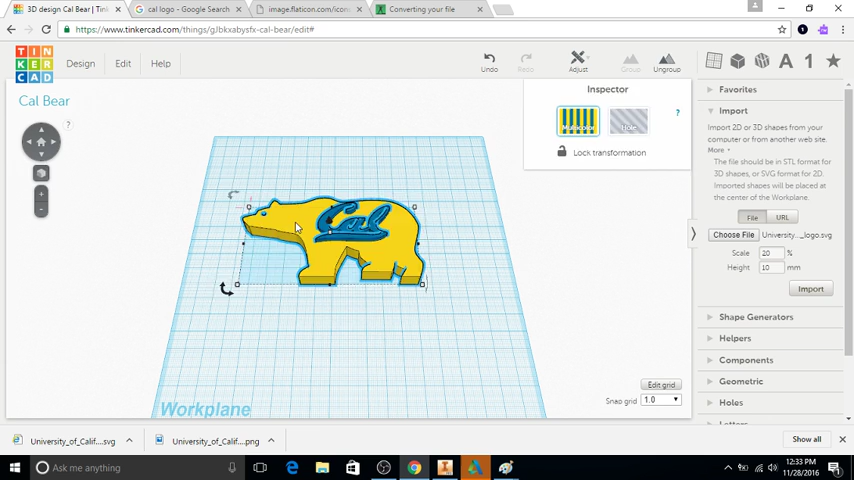 3D design Cal Bear | Tink
cal logo - Google Search
image.flaticon.com/icons
Converting your file
Secure
https://www.tinkercad.com/things/gJbkxabysfx-cal-bear/edit#
TIN
KER
CAD
Design
Edit
Help
Undo
Redo
Adjust
Group
Ungroup
Cal Bear
?
Inspector
Multicolor
Hole
?
Lock transformation
Favorites
Import
Import 2D or 3D shapes from your
computer or from another web site.
More
The file should be in STL format for
3D shapes, or SVG format for 2D.
Imported shapes will be placed at
the center of the Workplane.
File
URL
Choose File
University..._logo.svg
Scale
20
%
Height
10
mm
Import
Cal
Shape Generators
Helpers
Components
Geometric
Holes
Letters
Edit grid
Snap grid
1.0
Workplane
University_of_Calif....svg
University_of_Calif....png
Show all
Ask me anything
12:33 PM
11/28/2016